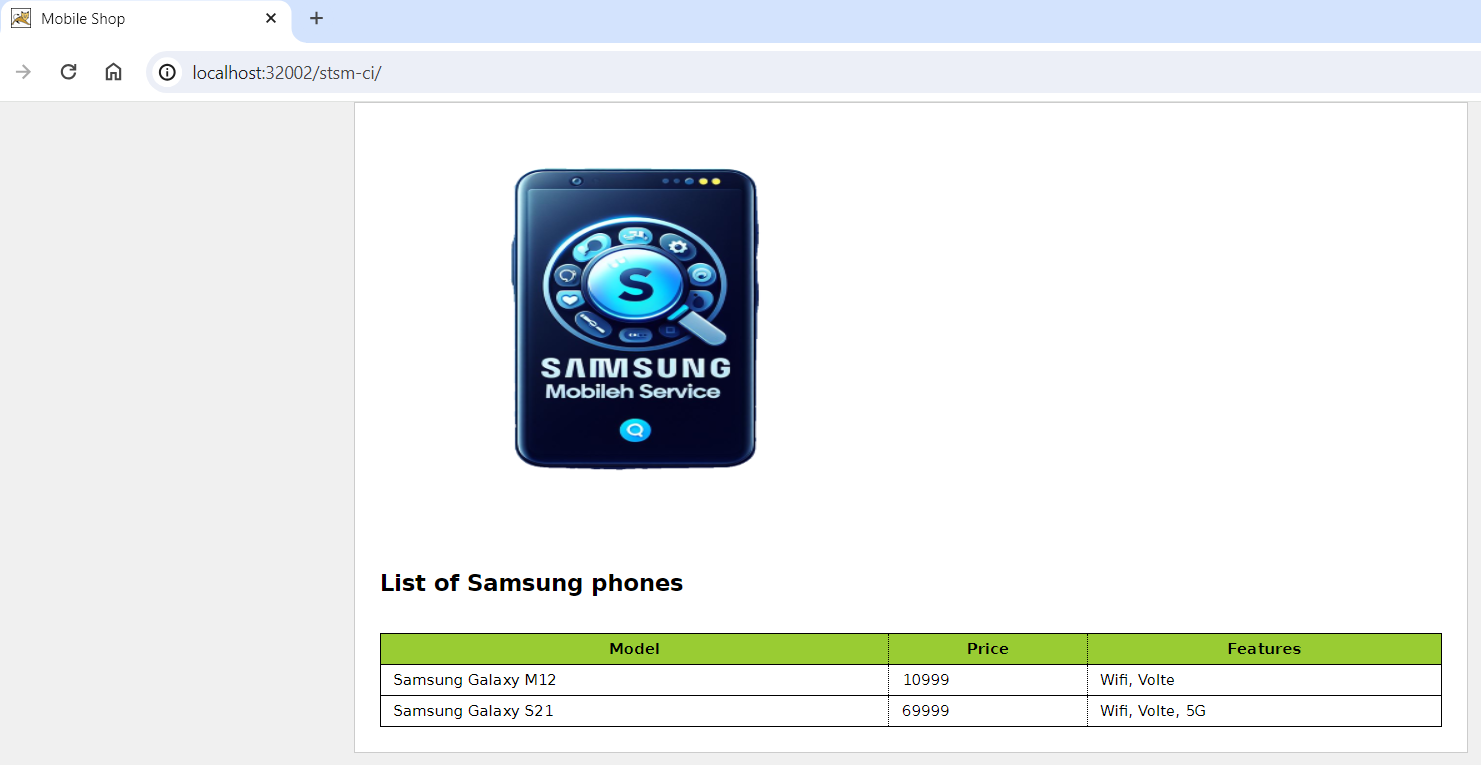 Mobile Shop
localhost:32002/stsm-ci/
S
SAMSUNG
Mobileh Service
List of Samsung phones
Model Price Features
Samsung Galaxy M12 10999 Wifi, Volte
Samsung Galaxy S21 69999 Wifi, Volte, 5G